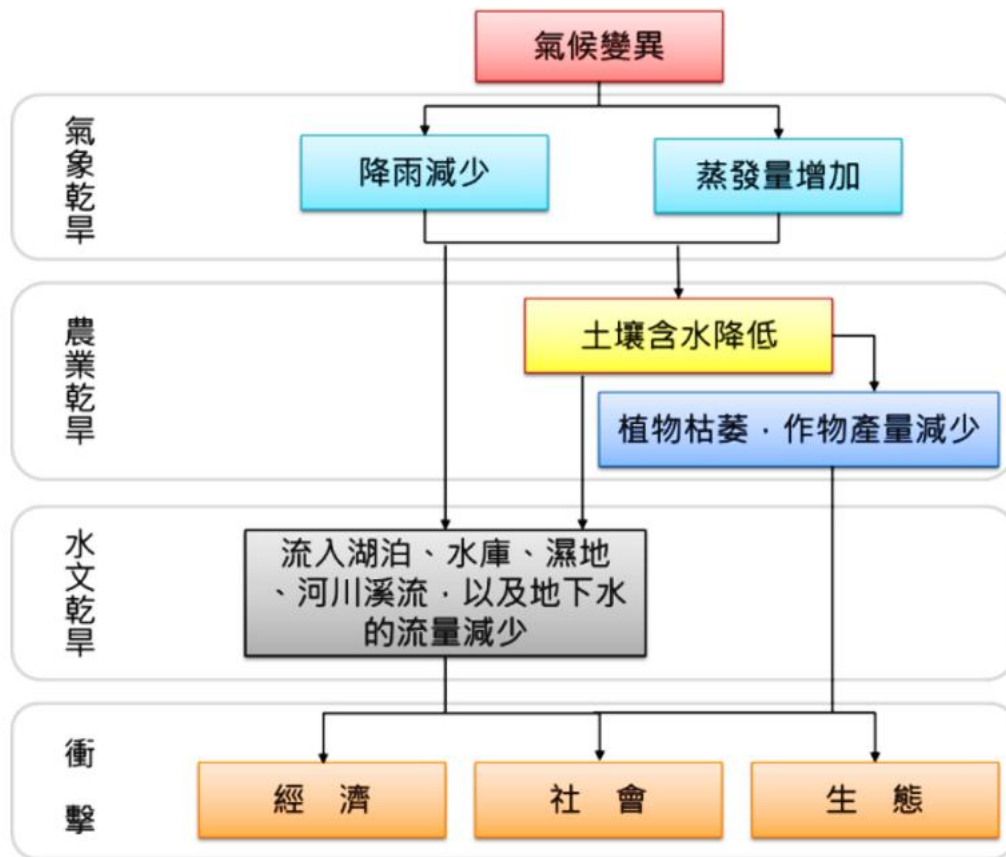 氣候變異
氣象乾旱
降雨減少
蒸發量增加
農業乾旱
土壤含水降低
植物枯萎，作物產量減少
水文乾旱
流入湖泊、水庫、濕地
、河川溪流，以及地下水
的流量減少
衝擊
經 濟
社 會
生 態